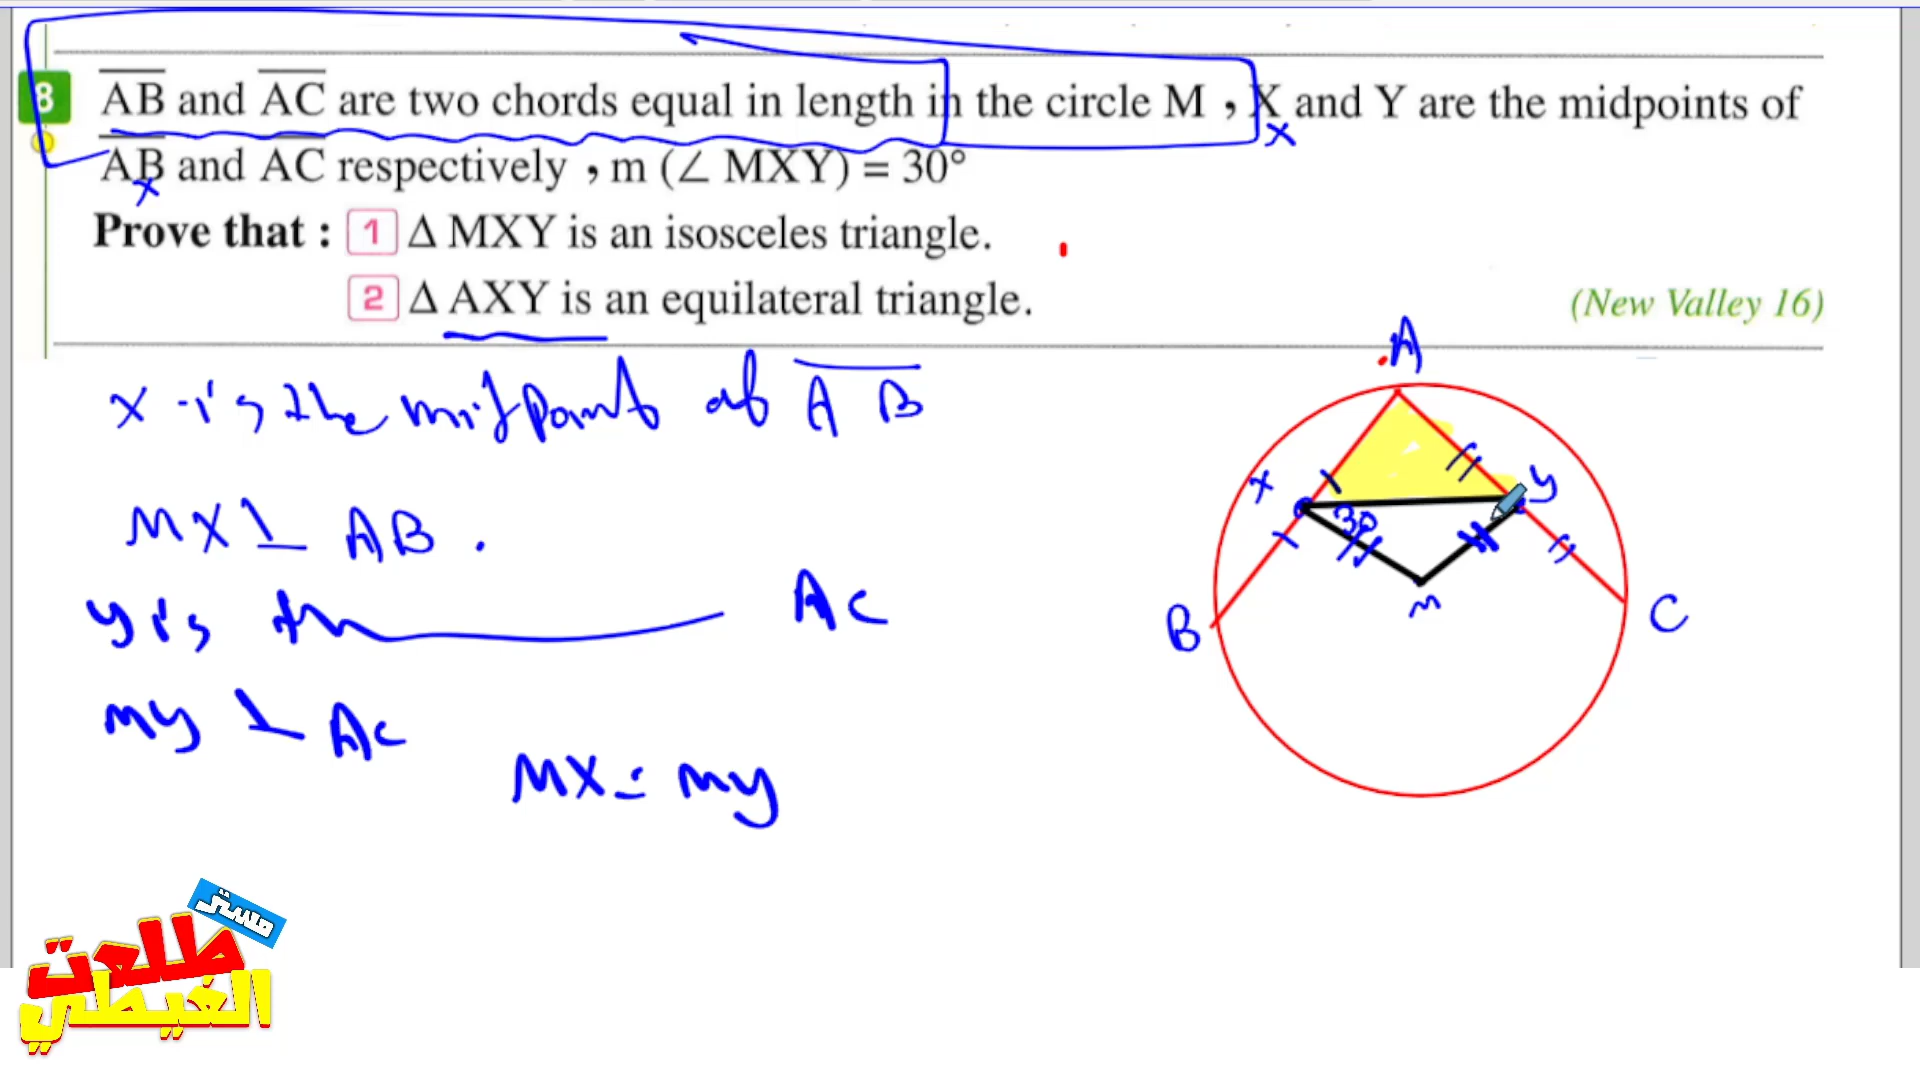 8 AB and AC are two chords equal in length in the circle M , X and Y are the midpoints of
x
AB and AC respectively , m (∠ MXY) = 30°
x
Prove that : 1 Δ MXY is an isosceles triangle.
2 Δ AXY is an equilateral triangle.
(New Valley 16)
x is the midpoint of AB
MX ⊥ AB .
y is the AC
my ⊥ AC
MX = my
A
x
y
30
m
B
C
مستر
طلعت
الغيطي